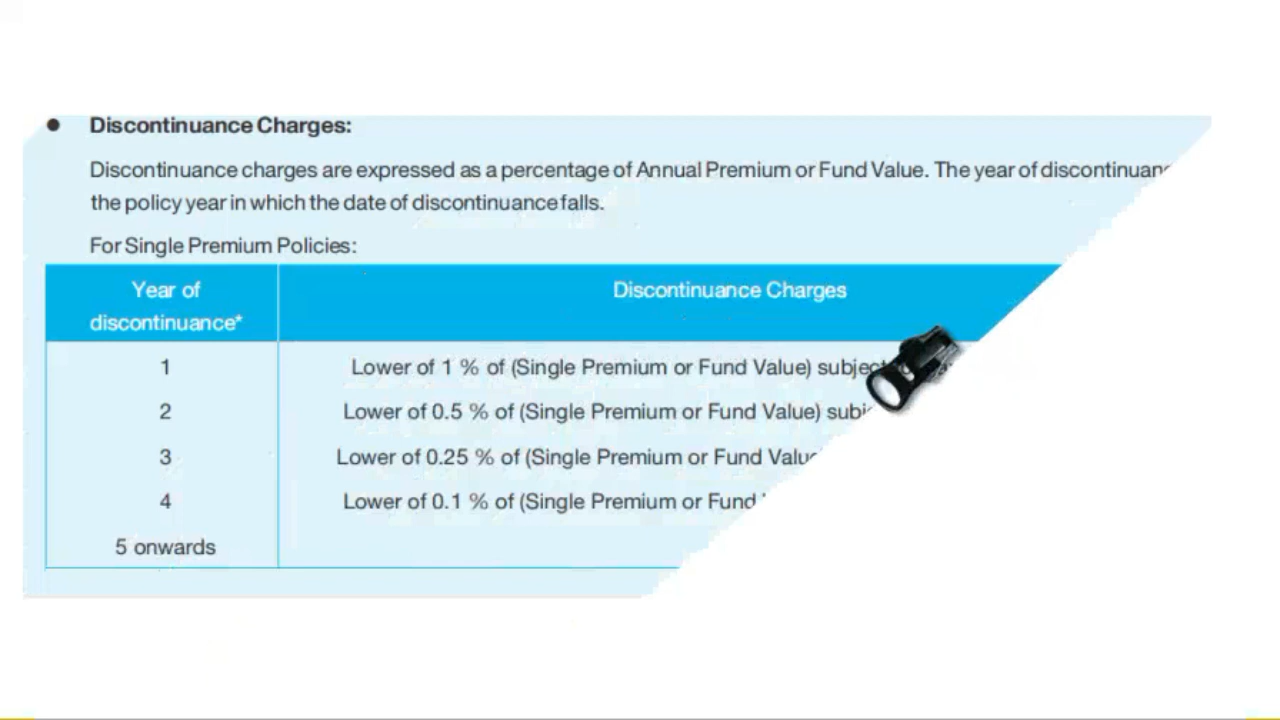 ● Discontinuance Charges:
Discontinuance charges are expressed as a percentage of Annual Premium or Fund Value. The year of
the policy year in which the date of discontinuance falls.
For Single Premium Policies:
Year of
discontinuance*
Discontinuance Charges
1 Lower of 1 % of (Single Premium or Fund Value)
2 Lower of 0.5 % of (Single Premium or Fund Value)
3 Lower of 0.25 % of (Single Premium or Fund
4 Lower of 0.1 % of (Single Premium or Fund
5 onwards